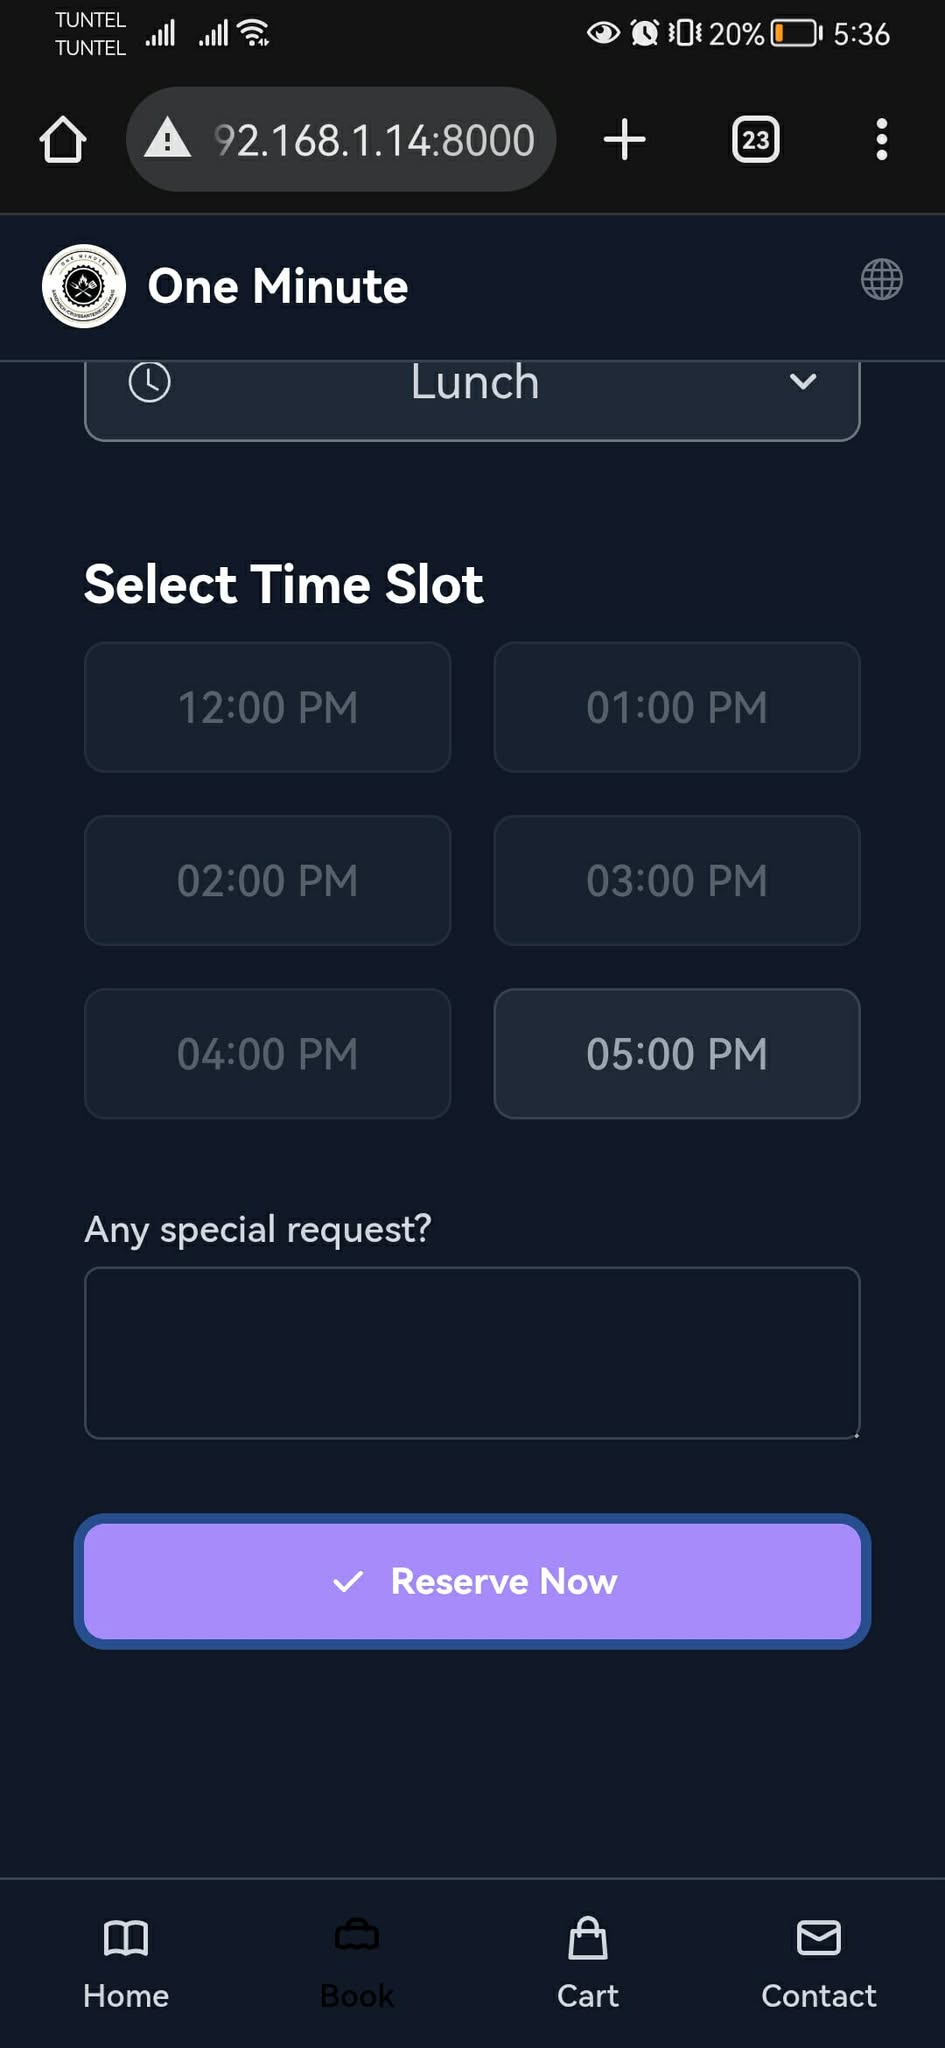 TUNTEL
TUNTEL
20%
5:36
92.168.1.14:8000
23
One Minute
Lunch
Select Time Slot
12:00 PM
01:00 PM
02:00 PM
03:00 PM
04:00 PM
05:00 PM
Any special request?
Reserve Now
Home
Book
Cart
Contact